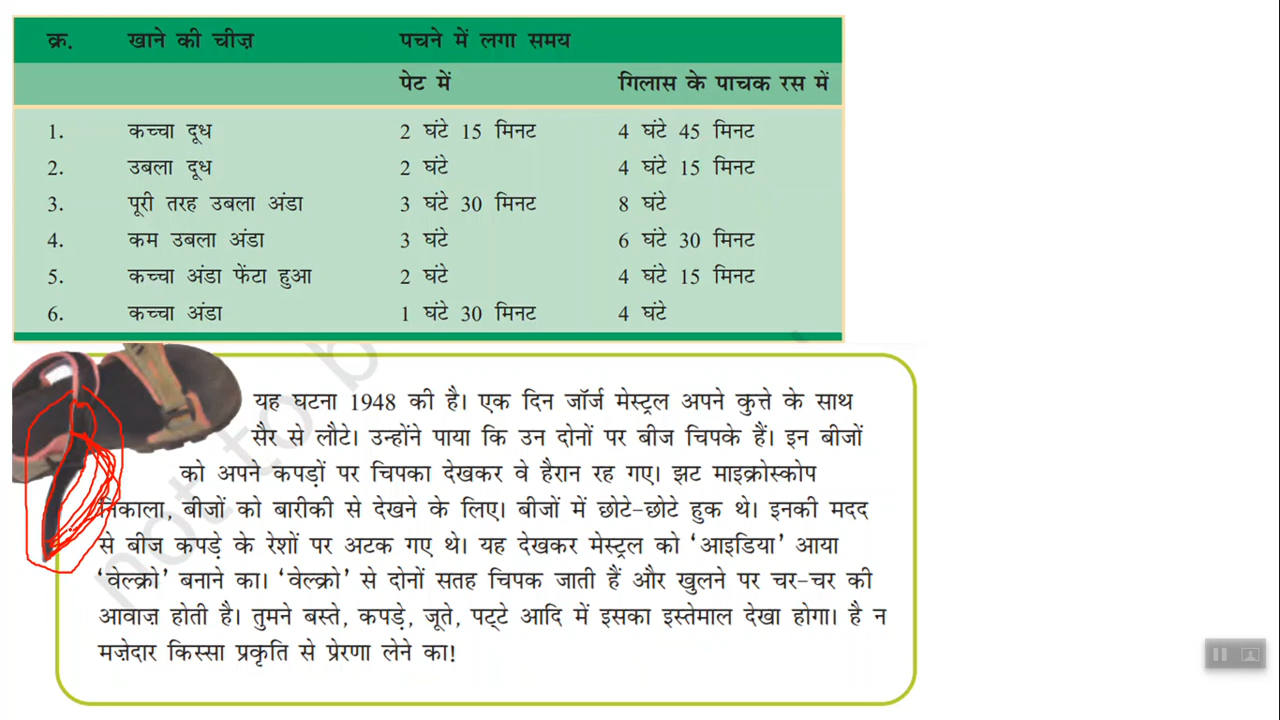 क्र. खाने की चीज़ पचने में लगा समय
पेट में गिलास के पाचक रस में
1. कच्चा दूध 2 घंटे 15 मिनट 4 घंटे 45 मिनट
2. उबला दूध 2 घंटे 4 घंटे 15 मिनट
3. पूरी तरह उबला अंडा 3 घंटे 30 मिनट 8 घंटे
4. कम उबला अंडा 3 घंटे 6 घंटे 30 मिनट
5. कच्चा अंडा फेंटा हुआ 2 घंटे 4 घंटे 15 मिनट
6. कच्चा अंडा 1 घंटे 30 मिनट 4 घंटे
यह घटना 1948 की है। एक दिन जॉर्ज मेस्ट्रल अपने कुत्ते के साथ
सैर से लौटे। उन्होंने पाया कि उन दोनों पर बीज चिपके हैं। इन बीजों
को अपने कपड़ों पर चिपका देखकर वे हैरान रह गए। झट माइक्रोस्कोप
निकाला, बीजों को बारीकी से देखने के लिए। बीजों में छोटे-छोटे हुक थे। इनकी मदद
से बीज कपड़े के रेशों पर अटक गए थे। यह देखकर मेस्ट्रल को ‘आइडिया’ आया
‘वेल्क्रो’ बनाने का। ‘वेल्क्रो’ से दोनों सतह चिपक जाती हैं और खुलने पर चर-चर की
आवाज़ होती है। तुमने बस्ते, कपड़े, जूते, पट्टे आदि में इसका इस्तेमाल देखा होगा। है न
मज़ेदार किस्सा प्रकृति से प्रेरणा लेने का!
not to b